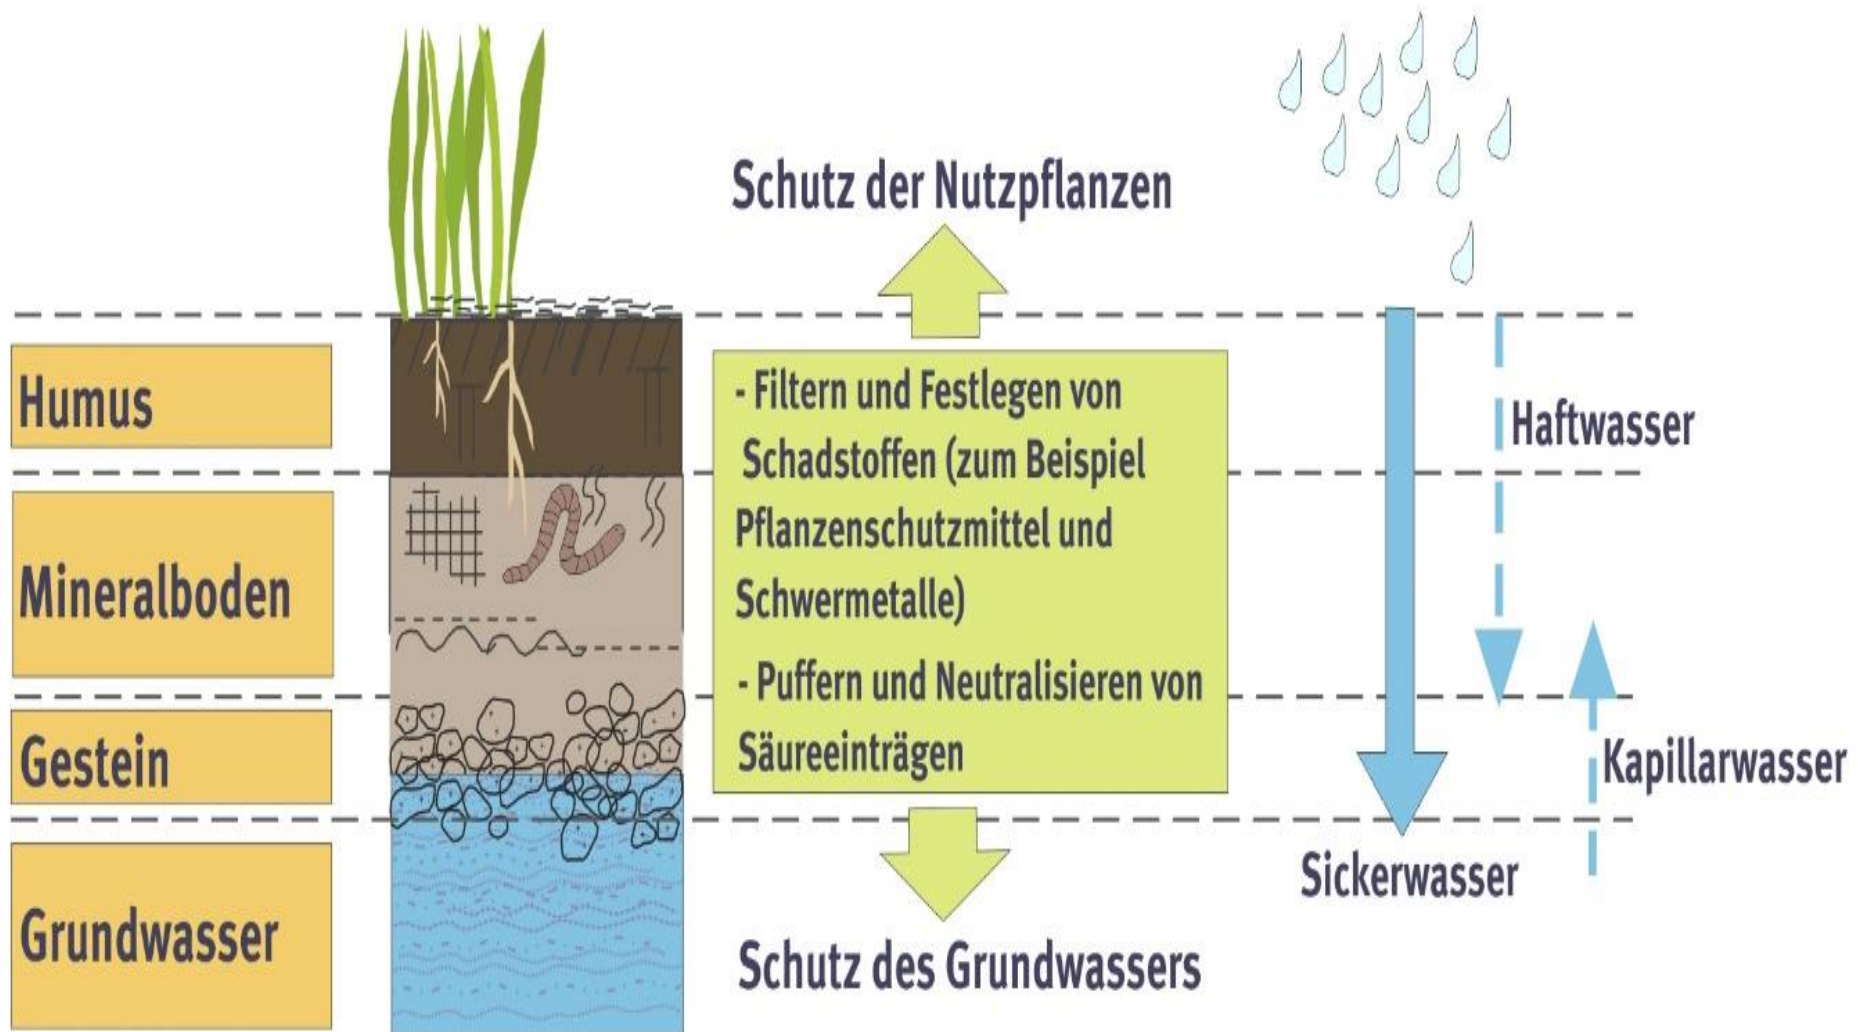 Schutz der Nutzpflanzen
Humus
Mineralboden
Gestein
Grundwasser
- Filtern und Festlegen von
Schadstoffen (zum Beispiel
Pflanzenschutzmittel und
Schwermetalle)
- Puffern und Neutralisieren von
Säureeinträgen
Schutz des Grundwassers
Haftwasser
Kapillarwasser
Sickerwasser